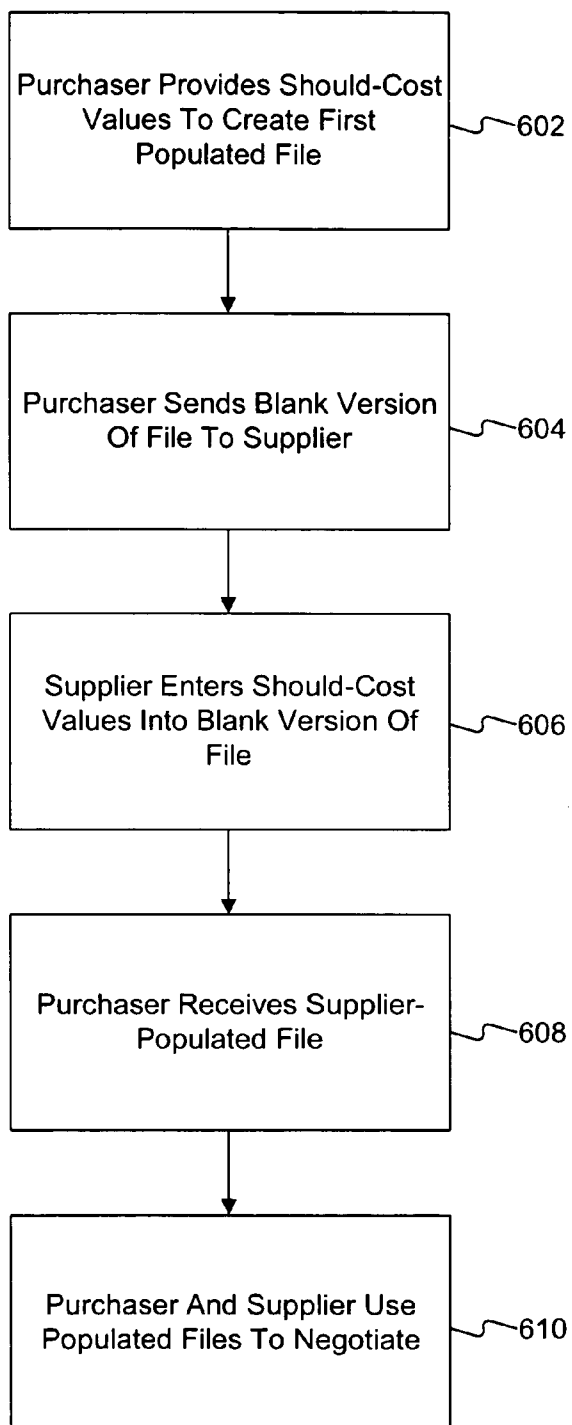 Purchaser Provides Should-Cost
Values To Create First
Populated File
602
Purchaser Sends Blank Version
Of File To Supplier
604
Supplier Enters Should-Cost
Values Into Blank Version Of
File
606
Purchaser Receives Supplier-
Populated File
608
Purchaser And Supplier Use
Populated Files To Negotiate
610